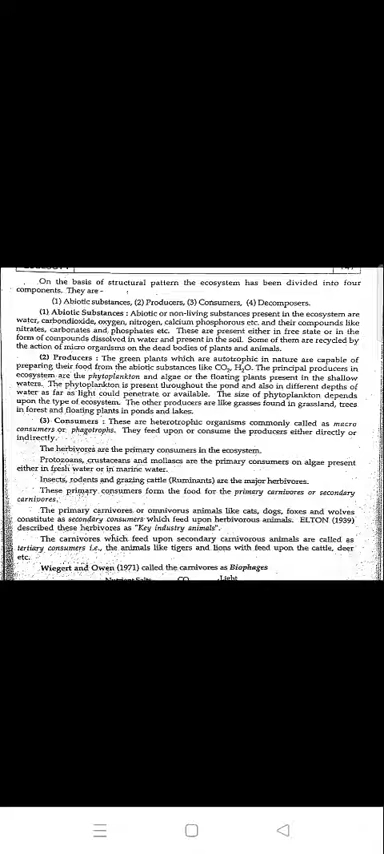 On the basis of structural pattern the ecosystem has been divided into four
components. They are -
(1) Abiotic substances, (2) Producers, (3) Consumers, (4) Decomposers.
(1) Abiotic Substances : Abiotic or non-living substances present in the ecosystem are
water, carbondioxide, oxygen, nitrogen, calcium phosphorous etc. and their compounds like
nitrates, carbonates and phosphates etc. These are present either in free state or in the
form of compounds dissolved in water and present in the soil. Some of them are recycled by
the action of micro organisms on the dead bodies of plants and animals.
(2) Producers : The green plants which are autotrophic in nature are capable of
preparing their food from the abiotic substances like CO₂, H₂O. The principal producers in
ecosystem are the phytoplankton and algae or the floating plants present in the shallow
waters. The phytoplankton is present throughout the pond and also in different depths of
water as far as light could penetrate or available. The size of phytoplankton depends
upon the type of ecosystem. The other producers are like grasses found in grassland, trees
in forest and floating plants in ponds and lakes.
(3) Consumers : These are heterotrophic organisms commonly called as macro
consumers or phagotrophs. They feed upon or consume the producers either directly or
indirectly.
The herbivores are the primary consumers in the ecosystem.
Protozoans, crustaceans and mollascs are the primary consumers on algae present
either in fresh water or in marine water.
Insects, rodents and grazing cattle (Ruminants) are the major herbivores.
These primary consumers form the food for the primary carnivores or secondary
carnivores.
The primary carnivores or omnivorus animals like cats, dogs, foxes and wolves
constitute as secondary consumers which feed upon herbivorous animals. ELTON (1939)
described these herbivores as "Key industry animals".
The carnivores which feed upon secondary carnivorous animals are called as
tertiary consumers i.e., the animals like tigers and lions with feed upon the cattle, deer
etc.
Wiegert and Owen (1971) called the carnivores as Biophages
Light